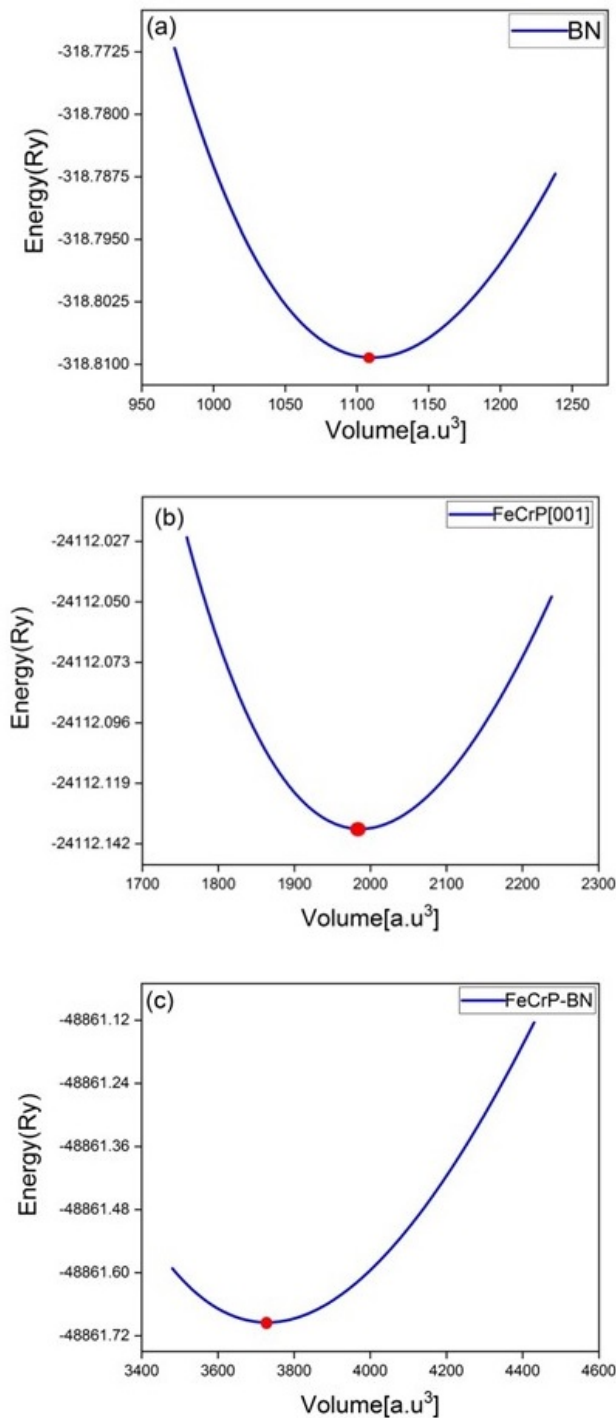 (a)
BN
-318.7725
-318.7800
-318.7875
-318.7950
-318.8025
-318.8100
Energy(Ry)
950 1000 1050 1100 1150 1200 1250
Volume[a.u³]
(b)
FeCrP[001]
-24112.027
-24112.050
-24112.073
-24112.096
-24112.119
-24112.142
Energy(Ry)
1700 1800 1900 2000 2100 2200 2300
Volume[a.u³]
(c)
FeCrP-BN
-48861.12
-48861.24
-48861.36
-48861.48
-48861.60
-48861.72
Energy(Ry)
3400 3600 3800 4000 4200 4400 4600
Volume[a.u³]